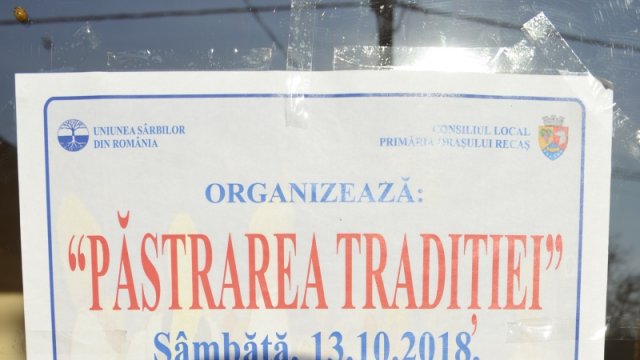 UNIUNEA SÂRBILOR
DIN ROMÂNIA
CONSILIUL LOCAL
PRIMĂRIA ORAȘULUI RECAȘ
ORGANIZEAZĂ:
“PĂSTRAREA TRADIȚIEI”
Sâmbătă, 13.10.2018,